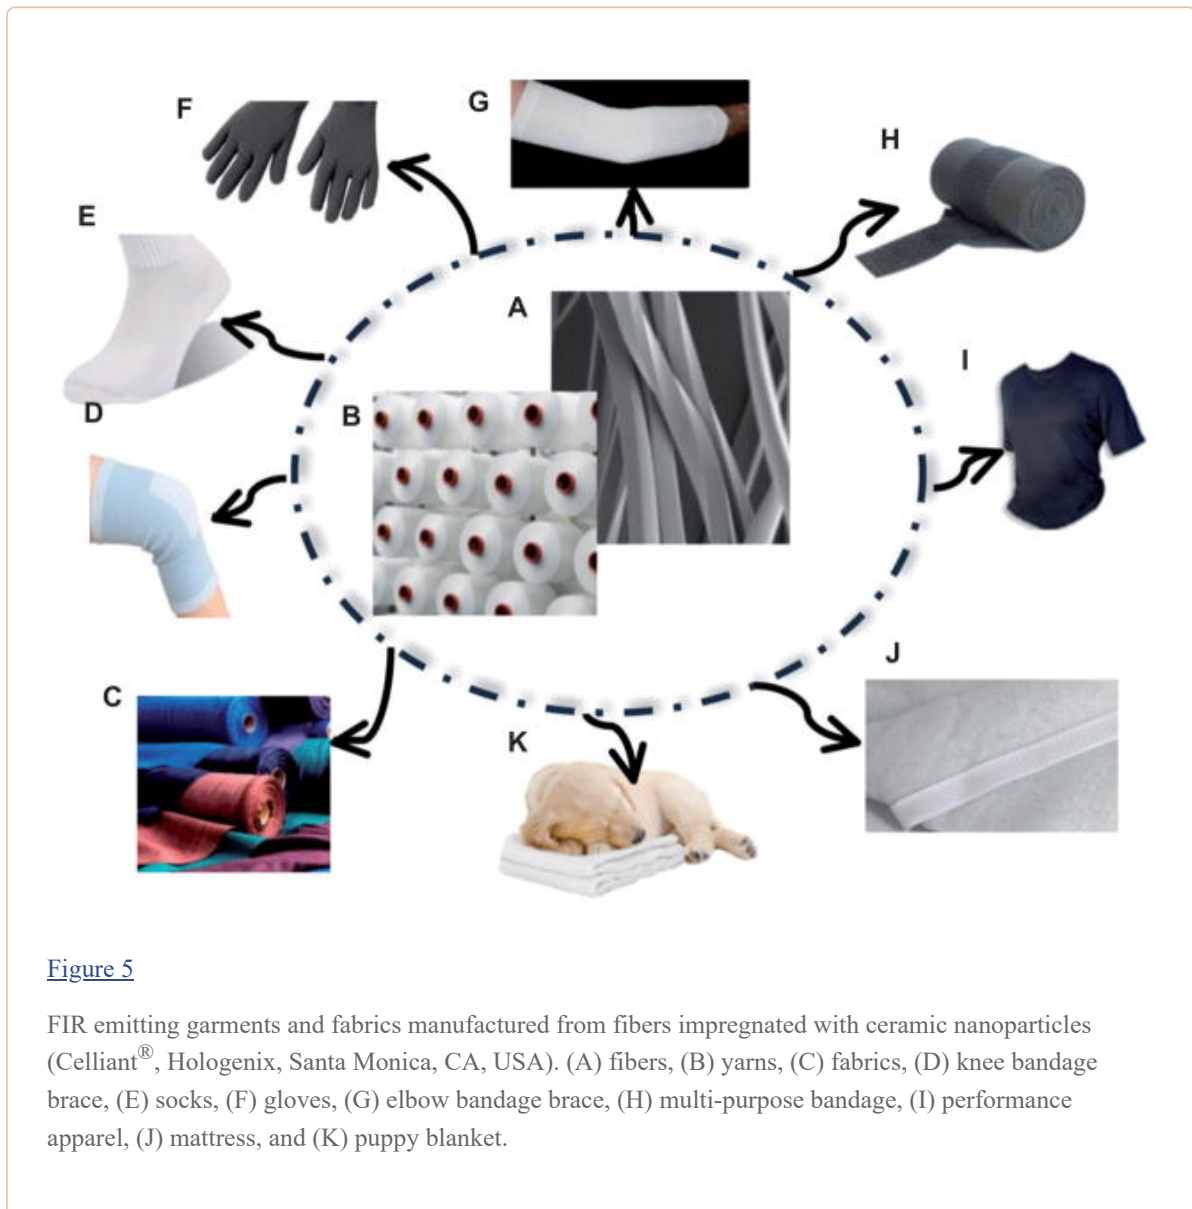 F
G
H
E
A
I
B
D
J
C
K
Figure 5
FIR emitting garments and fabrics manufactured from fibers impregnated with ceramic nanoparticles
(Celliant®, Hologenix, Santa Monica, CA, USA). (A) fibers, (B) yarns, (C) fabrics, (D) knee bandage
brace, (E) socks, (F) gloves, (G) elbow bandage brace, (H) multi-purpose bandage, (I) performance
apparel, (J) mattress, and (K) puppy blanket.